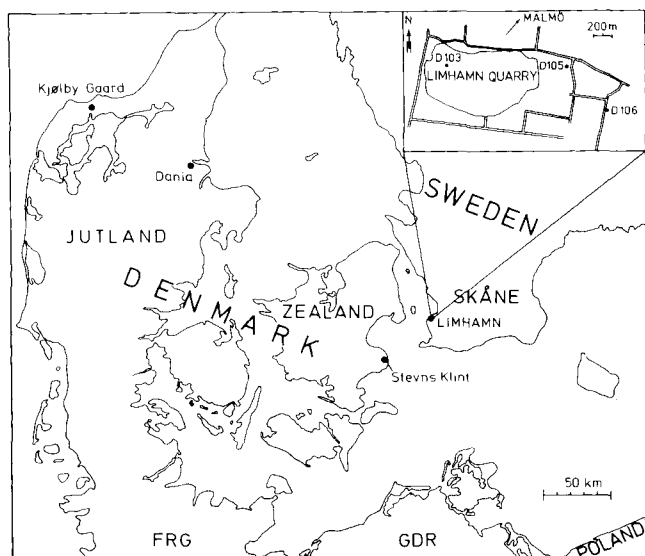 N
MALMÖ
200m
D103
D105
LIMHAMN QUARRY
D106
Kjølby Gaard
Dania
SWEDEN
JUTLAND
DENMARK
ZEALAND
SKÅNE
LIMHAMN
Stevns Klint
50 km
FRG
GDR
POLAND